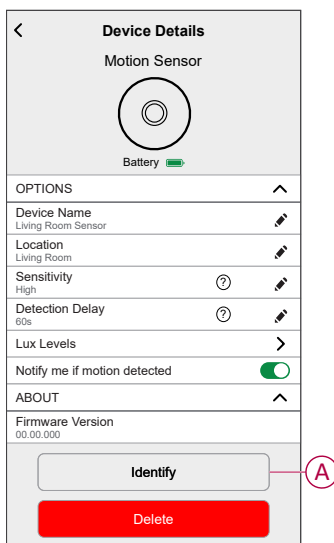 Device Details
Motion Sensor
Battery
OPTIONS
Device Name
Living Room Sensor
Location
Living Room
Sensitivity
?
High
Detection Delay
?
60s
Lux Levels
Notify me if motion detected
ABOUT
Firmware Version
00.00.000
Identify
A
Delete